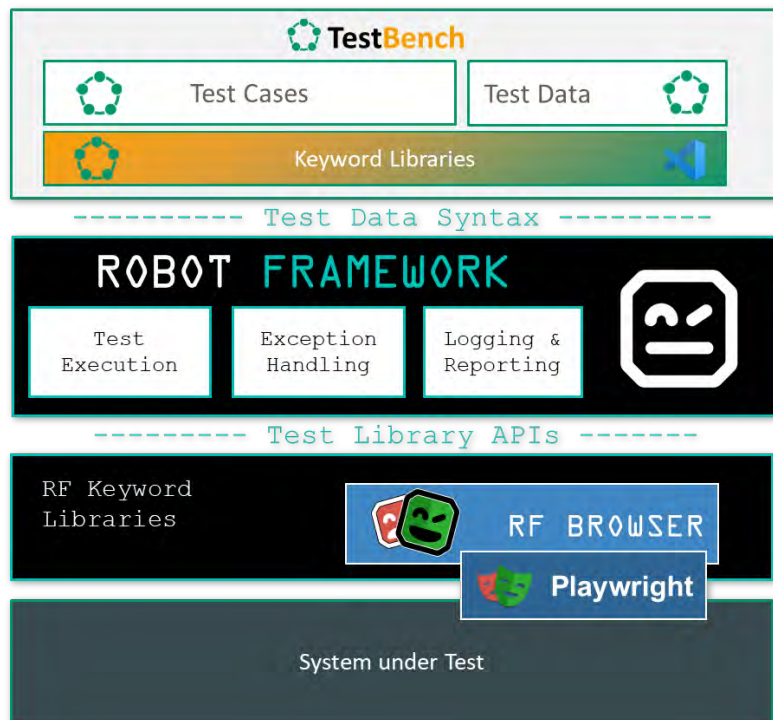 TestBench
Test Cases
Test Data
Keyword Libraries
---------- Test Data Syntax ---------
ROBOT FRAMEWORK
Test
Execution
Exception
Handling
Logging &
Reporting
--------- Test Library APIs -------
RF Keyword
Libraries
RF BROWSER
Playwright
System under Test